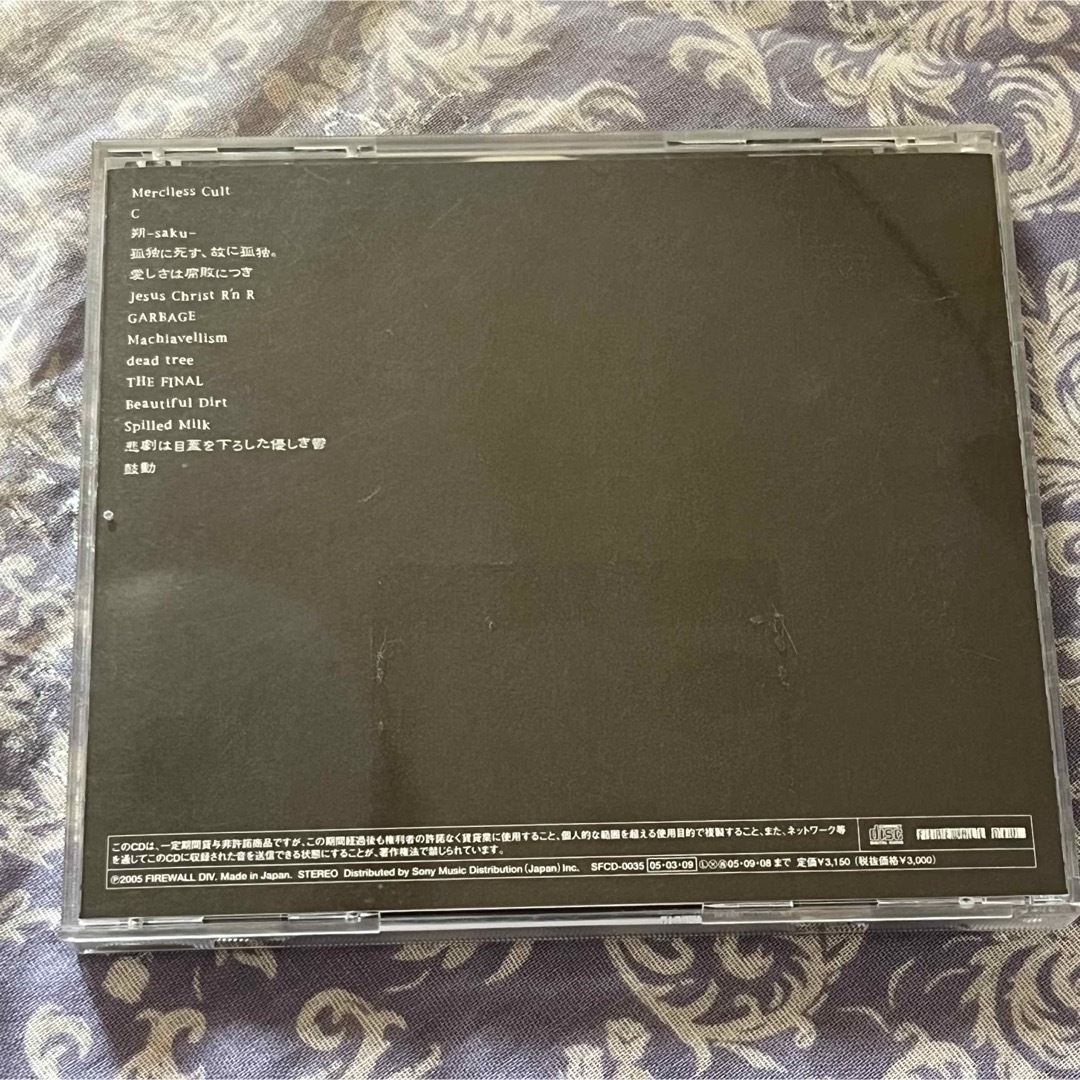 Merciless Cult
C
朔-saku-
孤独に死す、故に孤独。
愛しさは腐敗につき
Jesus Christ R'n R
GARBAGE
Machiavellism
dead tree
THE FINAL
Beautiful Dirt
Spilled Milk
悲劇は目蓋を下ろした優しき鬱
鼓動
このCDは、一定期間貸与非許諾商品ですが、この期間経過後も権利者の許諾なく賃貸業に使用すること、個人的な範囲を超える使用目的で複製すること、また、ネットワーク等
を通じてこのCDに収録された音を送信できる状態にすることが、著作権法で禁じられています。
disc
DIGITAL AUDIO
FIREWALL DIV.
Ⓟ2005 FIREWALL DIV. Made in Japan. STEREO Distributed by Sony Music Distribution (Japan) Inc. SFCD-0035 05・03・09 Ⓛ Ⓧ 05・09・08 まで 定価¥3,150 (税抜価格¥3,000)